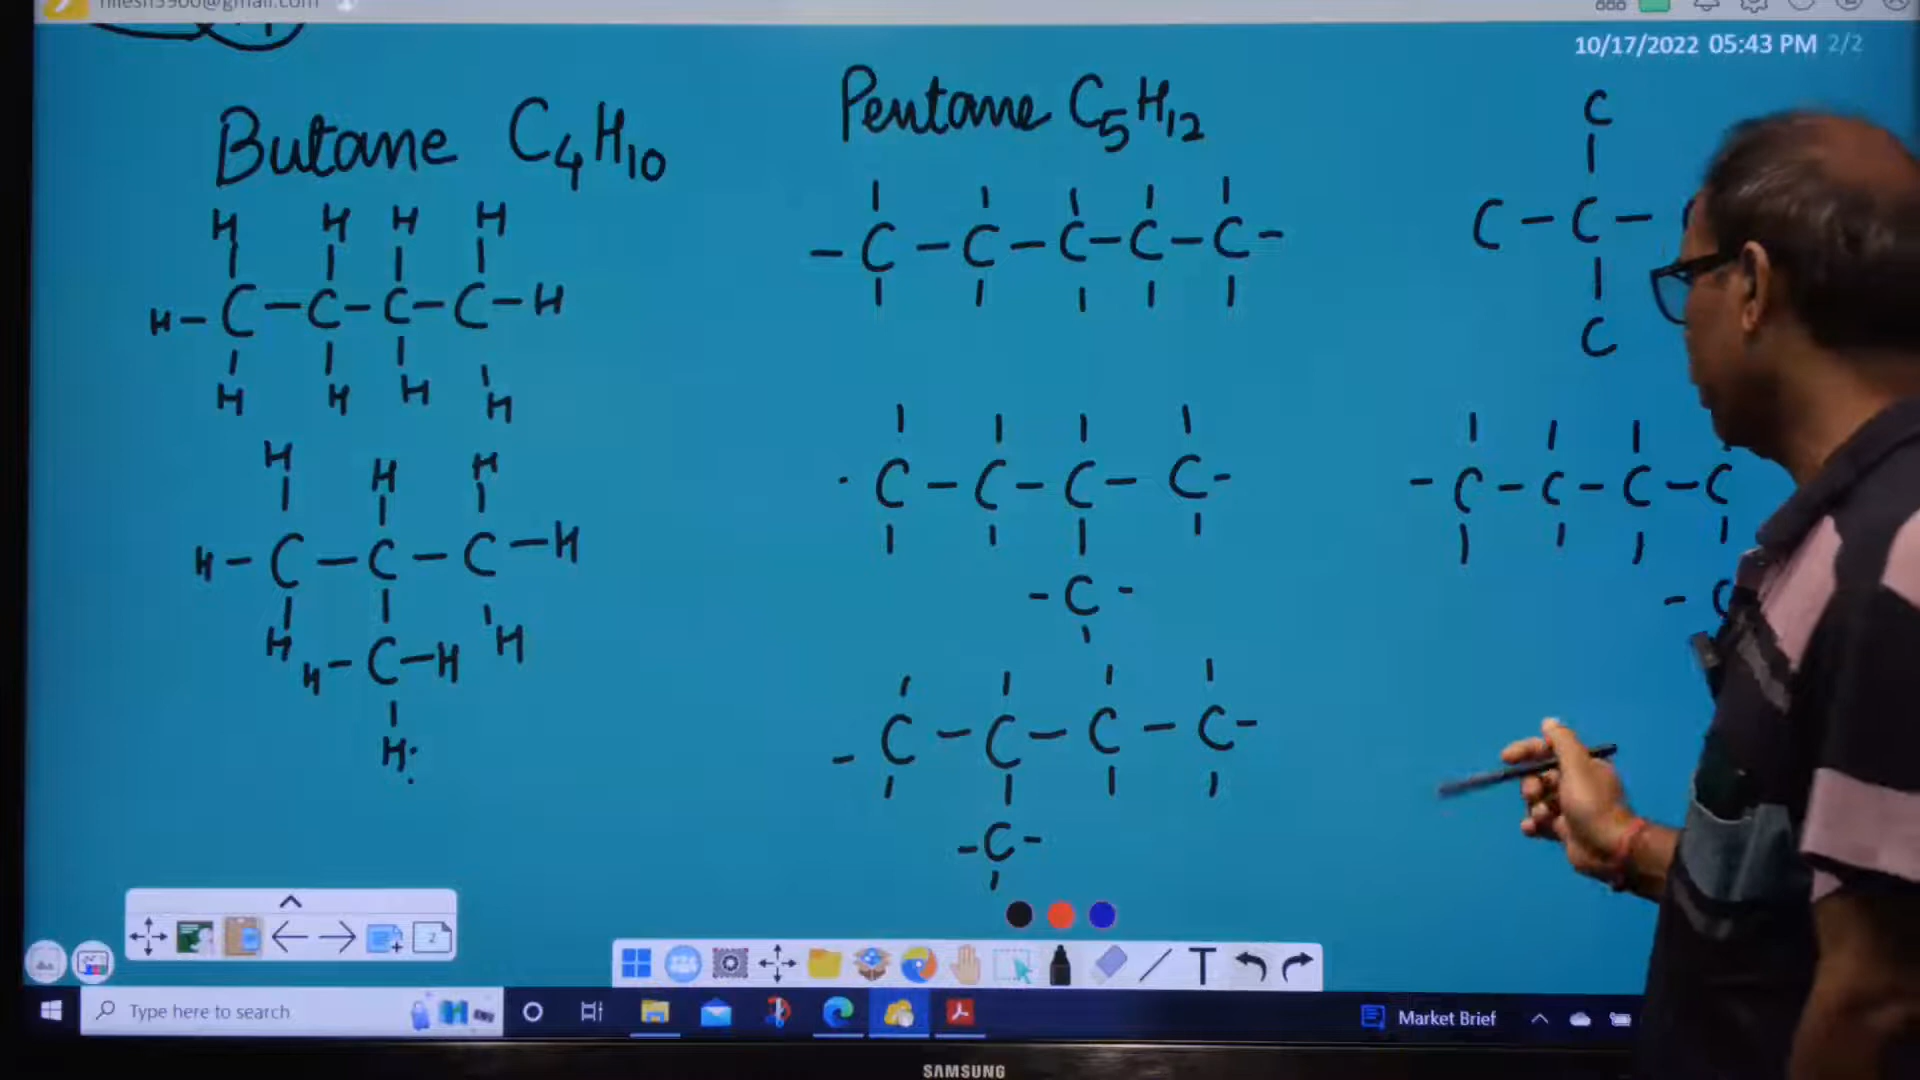 10/17/2022 05:43 PM 2/2
Butane C4H10
H H H H
H-C-C-C-C-H
H H H H
H H H
H-C-C-C-H
H H
H-C-H
H
Pentane C5H12
-C-C-C-C-C-
C-C-C-C-
-C-
-C-C-C-C-
-C-
C
C-C-
C
-C-C-C-C
-C
2
T
Type here to search
Market Brief
SAMSUNG